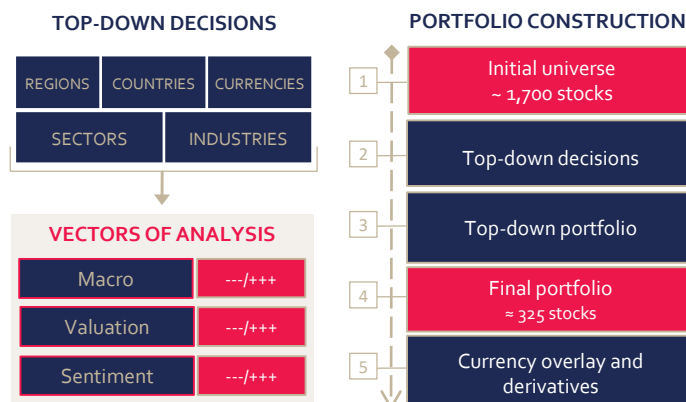 TOP-DOWN DECISIONS
REGIONS
COUNTRIES
CURRENCIES
SECTORS
INDUSTRIES
VECTORS OF ANALYSIS
Macro
---/+++
Valuation
---/+++
Sentiment
---/+++
PORTFOLIO CONSTRUCTION
1
Initial universe
~ 1,700 stocks
2
Top-down decisions
3
Top-down portfolio
4
Final portfolio
≈ 325 stocks
5
Currency overlay and
derivatives